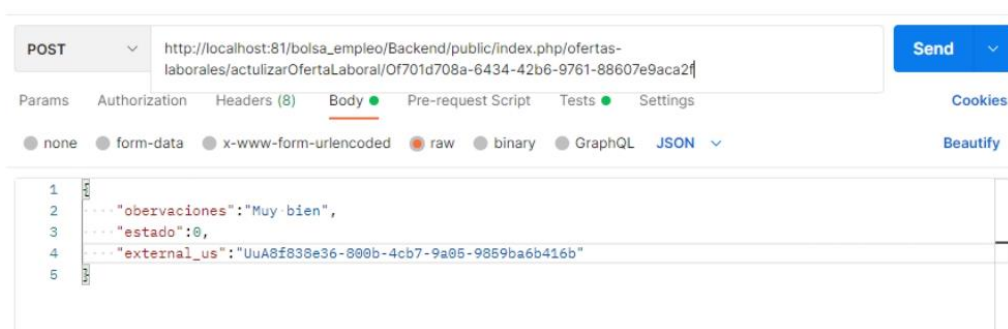 POST http://localhost:81/bolsa_empleo/Backend/public/index.php/ofertas- Send
laborales/actulizarOfertaLaboral/Of701d708a-6434-42b6-9761-88607e9aca2f
Params Authorization Headers (8) Body Pre-request Script Tests Settings Cookies
none form-data x-www-form-urlencoded raw binary GraphQL JSON Beautify
1 {
2 "obervaciones":"Muy bien",
3 "estado":0,
4 "external_us":"UuA8f838e36-800b-4cb7-9a05-9859ba6b416b"
5 }